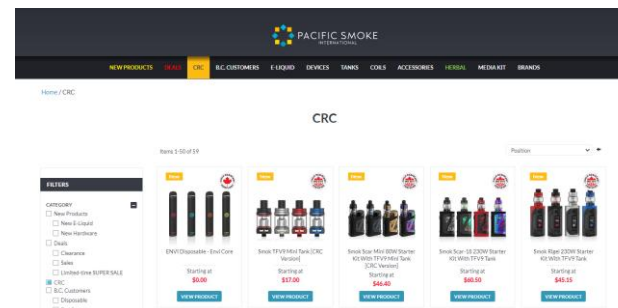 PACIFIC SMOKE
INTERNATIONAL
NEW PRODUCTS DEALS CRC B.C. CUSTOMERS E-LIQUID DEVICES TANKS COILS ACCESSORIES HERBAL MEDIA KIT BRANDS
Home / CRC
CRC
Items 1-50 of 59
Position
FILTERS
CATEGORY
New Products
New E-Liquid
New Hardware
Deals
Clearance
Sales
Limited-time SUPER SALE
CRC
B.C. Customers
Disposable
New
ENVI Disposable - Envi Core
Starting at
$0.00
VIEW PRODUCT
New
Smok TFV9 Mini Tank [CRC
Version]
Starting at
$17.00
VIEW PRODUCT
New
Smok Scar Mini 80W Starter
Kit With TFV9 Mini Tank
[CRC Version]
Starting at
$46.40
VIEW PRODUCT
New
Smok Scar-18 230W Starter
Kit With TFV9 Tank
Starting at
$60.50
VIEW PRODUCT
New
Smok Rigel 230W Starter
Kit With TFV9 Tank
Starting at
$45.15
VIEW PRODUCT